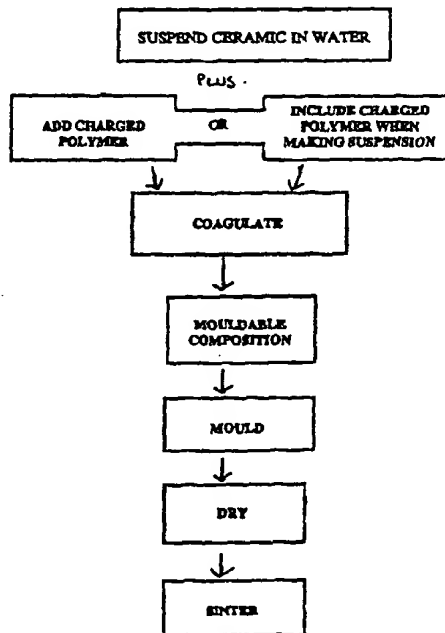 SUSPEND CERAMIC IN WATER
PLUS.
ADD CHARGED
POLYMER
OR
INCLUDE CHARGED
POLYMER WHEN
MAKING SUSPENSION
COAGULATE
MOULDABLE
COMPOSITION
MOULD
DRY
SINTER